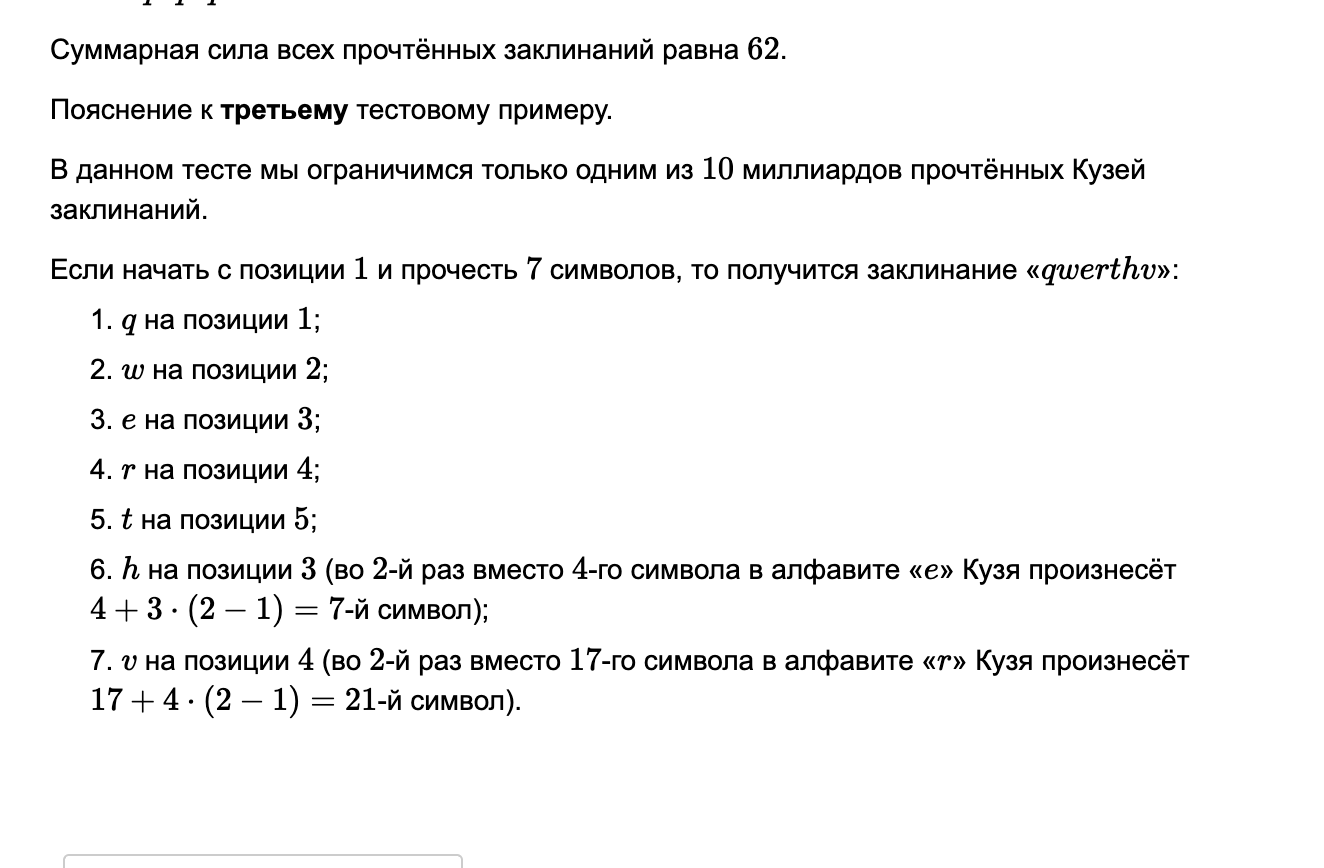 Суммарная сила всех прочтённых заклинаний равна 62.
Пояснение к третьему тестовому примеру.
В данном тесте мы ограничимся только одним из 10 миллиардов прочтённых Кузей
заклинаний.
Если начать с позиции 1 и прочесть 7 символов, то получится заклинание «qwerthv»:
1. q на позиции 1;
2. w на позиции 2;
3. e на позиции 3;
4. r на позиции 4;
5. t на позиции 5;
6. h на позиции 3 (во 2-й раз вместо 4-го символа в алфавите «e» Кузя произнесёт
4 + 3 · (2 − 1) = 7-й символ);
7. v на позиции 4 (во 2-й раз вместо 17-го символа в алфавите «r» Кузя произнесёт
17 + 4 · (2 − 1) = 21-й символ).